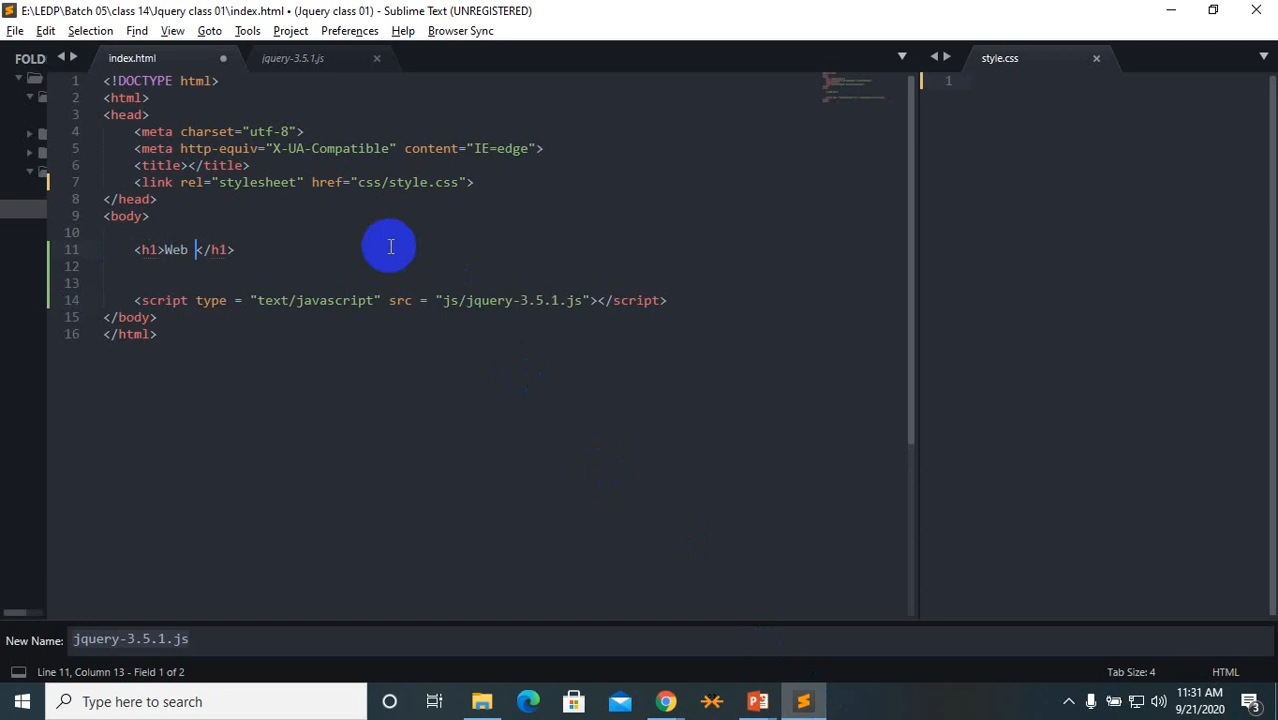 E:\LEDP\Batch 05\class 14\Jquery class 01\index.html • (Jquery class 01) - Sublime Text (UNREGISTERED)
File Edit Selection Find View Goto Tools Project Preferences Help Browser Sync
FOLD index.html jquery-3.5.1.js style.css
1 <!DOCTYPE html> 1
2 <html>
3 <head>
4 <meta charset="utf-8">
5 <meta http-equiv="X-UA-Compatible" content="IE=edge">
6 <title></title>
7 <link rel="stylesheet" href="css/style.css">
8 </head>
9 <body>
10
11 <h1>Web </h1>
12
13
14 <script type = "text/javascript" src = "js/jquery-3.5.1.js"></script>
15 </body>
16 </html>
New Name: jquery-3.5.1.js
Line 11, Column 13 - Field 1 of 2 Tab Size: 4 HTML
Type here to search 11:31 AM
9/21/2020 3